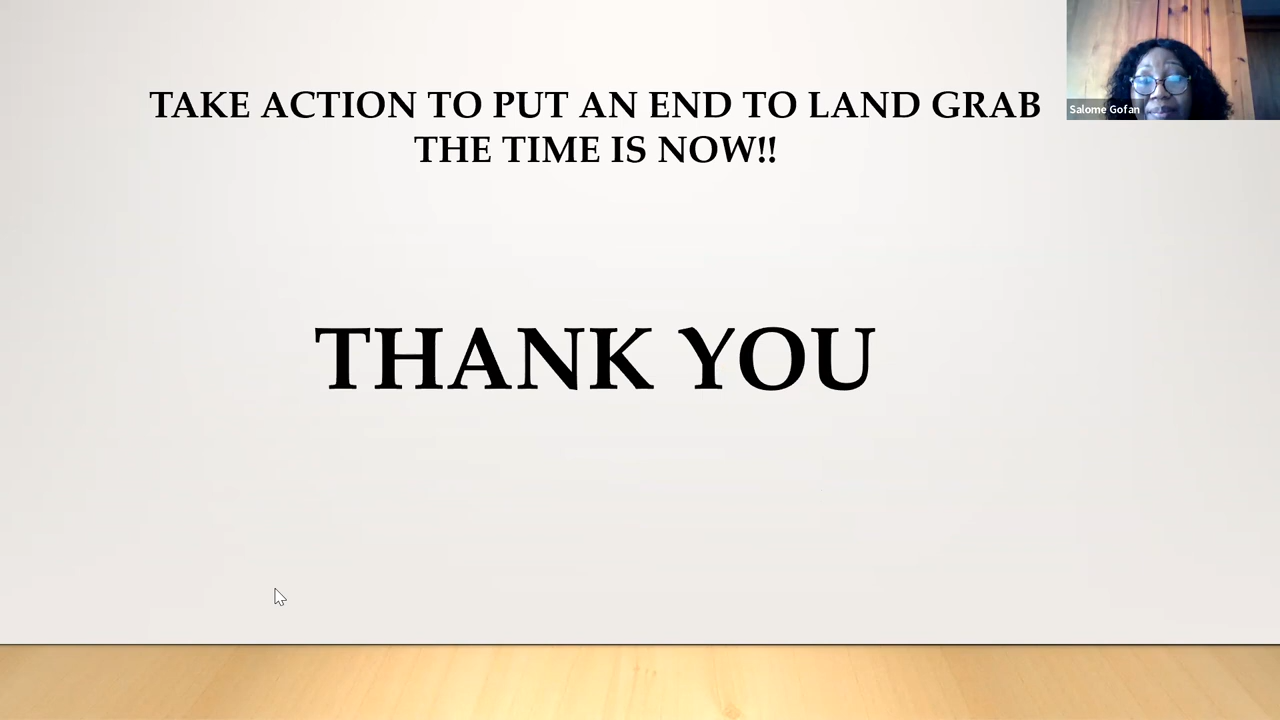 TAKE ACTION TO PUT AN END TO LAND GRAB
THE TIME IS NOW!!
Salome Gofan
THANK YOU